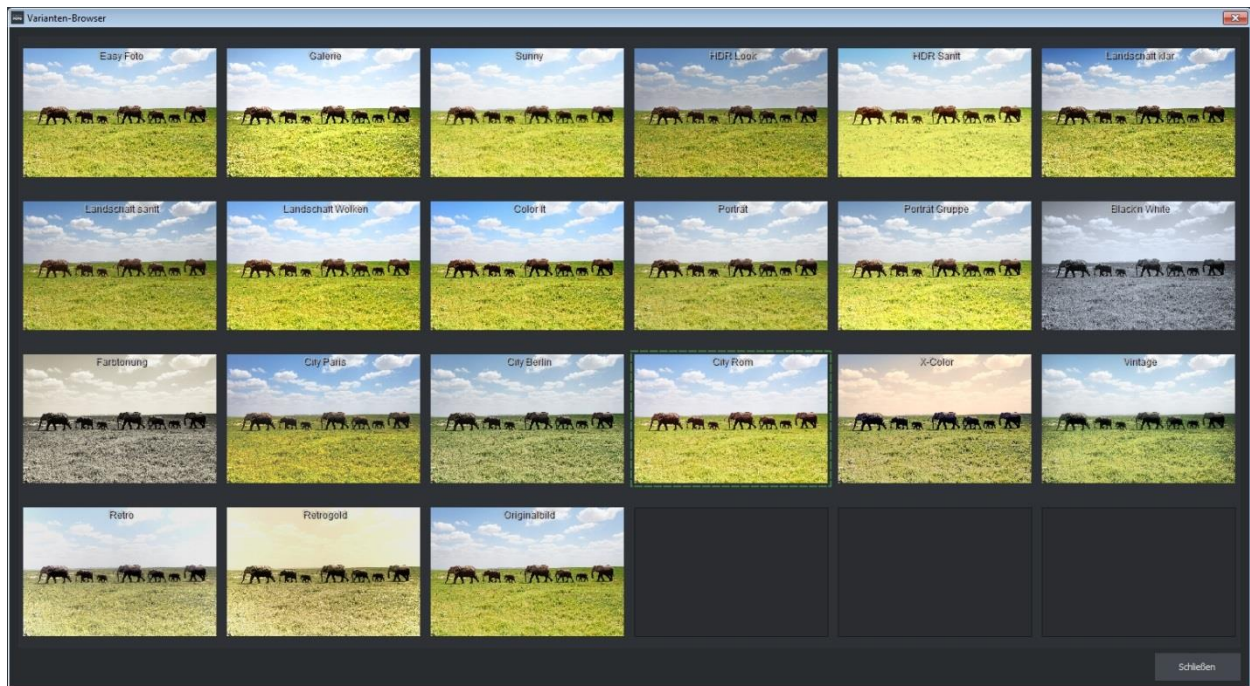 Varianten-Browser
Easy Foto
Galerie
Sunny
HDR Look
HDR Sanft
Landschaft klar
Landschaft sanft
Landschaft Wolken
Color It
Porträt
Porträt Gruppe
Black'n White
Farbtonung
City Paris
City Berlin
City Rom
X-Color
Vintage
Retro
Retrogold
Originalbild
Schließen